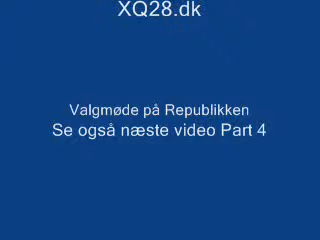 XQ28.dk
Valgmøde på Republikken
Se også næste video Part 4